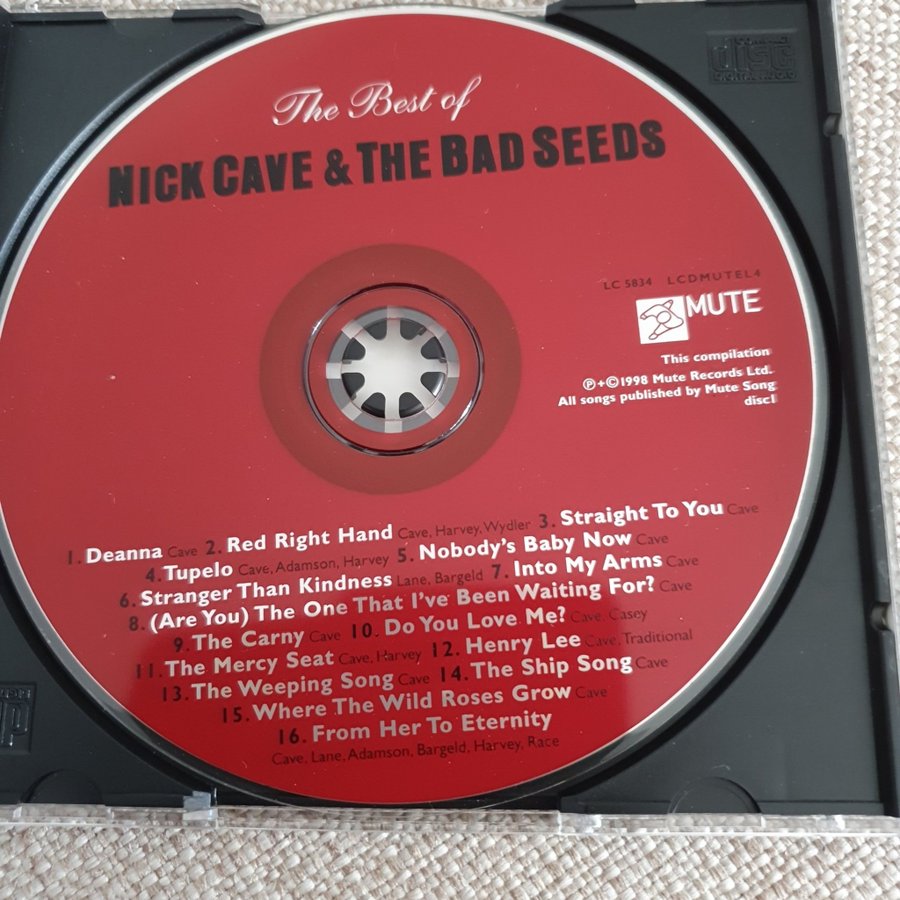 The Best of
NICK CAVE & THE BAD SEEDS
COMPACT
disc
DIGITAL AUDIO
LC 5834 LCDMUTEL4
MUTE
This compilation
℗+©1998 Mute Records Ltd.
All songs published by Mute Song
disc1
1. Deanna Cave 2. Red Right Hand Cave, Harvey, Wydler 3. Straight To You Cave
4. Tupelo Cave, Adamson, Harvey 5. Nobody's Baby Now Cave
6. Stranger Than Kindness Lane, Bargeld 7. Into My Arms Cave
8. (Are You) The One That I've Been Waiting For? Cave
9. The Carny Cave 10. Do You Love Me? Cave, Casey
11. The Mercy Seat Cave, Harvey 12. Henry Lee Cave, Traditional
13. The Weeping Song Cave 14. The Ship Song Cave
15. Where The Wild Roses Grow Cave
16. From Her To Eternity
Cave, Lane, Adamson, Bargeld, Harvey, Race